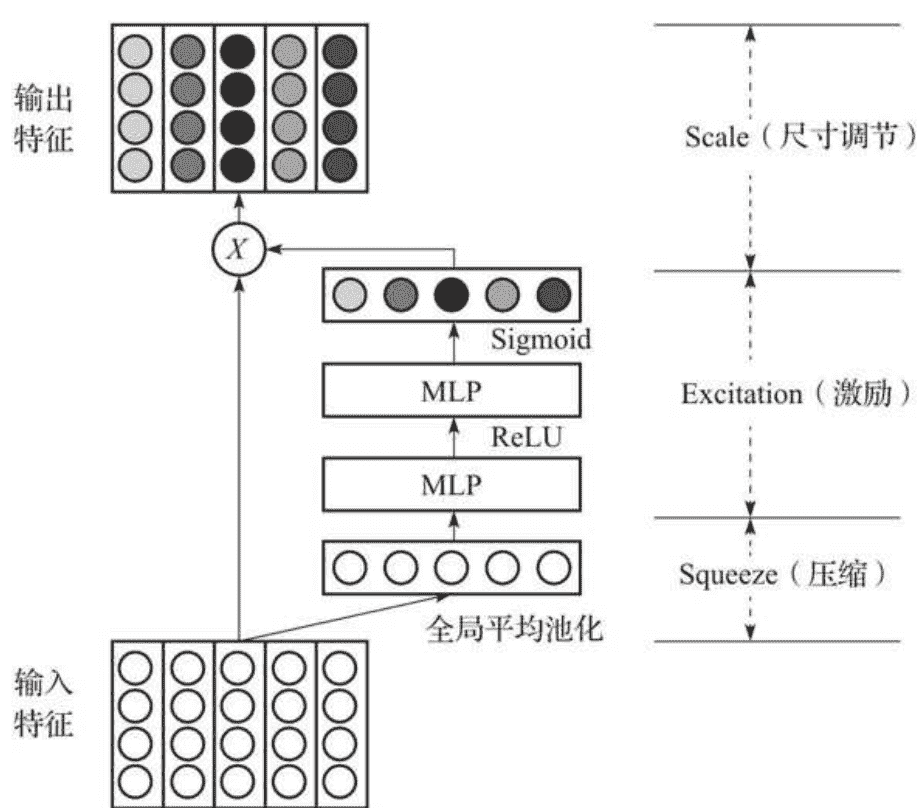 输出
特征
Scale（尺寸调节）
X
Sigmoid
MLP
Excitation（激励）
ReLU
MLP
Squeeze（压缩）
全局平均池化
输入
特征